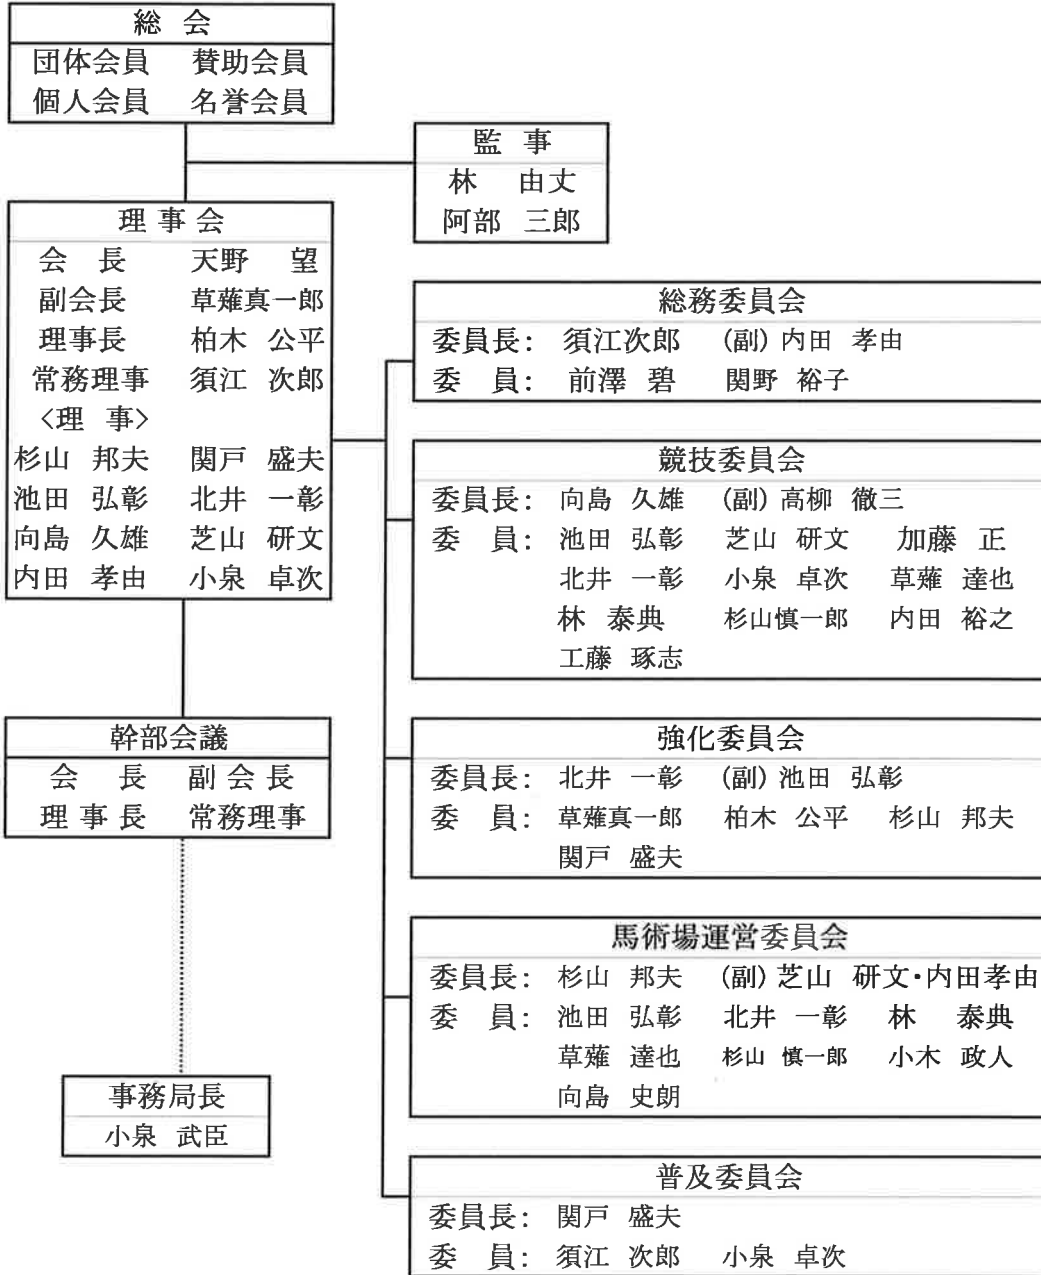 総 会
団体会員 賛助会員
個人会員 名誉会員
監 事
林 由丈
阿部 三郎
理 事 会
会 長 天野 望
副会長 草薙真一郎
理事長 柏木 公平
常務理事 須江 次郎
<理 事>
杉山 邦夫 関戸 盛夫
池田 弘彰 北井 一彰
向島 久雄 芝山 研文
内田 孝由 小泉 卓次
幹部会議
会 長 副 会 長
理 事 長 常務理事
事務局長
小泉 武臣
総務委員会
委員長: 須江次郎 (副) 内田 孝由
委 員: 前澤 碧 関野 裕子
競技委員会
委員長: 向島 久雄 (副) 高柳 徹三
委 員: 池田 弘彰 芝山 研文 加藤 正
北井 一彰 小泉 卓次 草薙 達也
林 泰典 杉山慎一郎 内田 裕之
工藤 琢志
強化委員会
委員長: 北井 一彰 (副) 池田 弘彰
委 員: 草薙真一郎 柏木 公平 杉山 邦夫
関戸 盛夫
馬術場運営委員会
委員長: 杉山 邦夫 (副) 芝山 研文・内田孝由
委 員: 池田 弘彰 北井 一彰 林 泰典
草薙 達也 杉山 慎一郎 小木 政人
向島 史朗
普及委員会
委員長: 関戸 盛夫
委 員: 須江 次郎 小泉 卓次